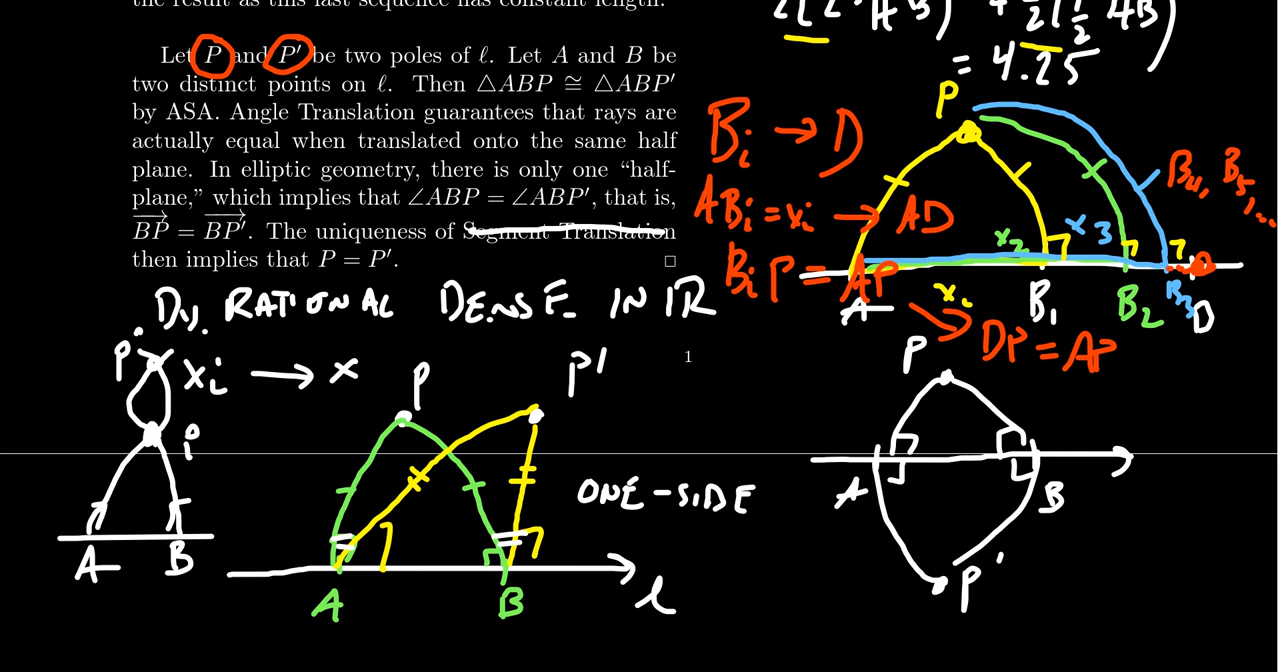 the result as this last sequence has constant length.
Let P and P′ be two poles of ℓ. Let A and B be
two distinct points on ℓ. Then △ABP ≅ △ABP′
by ASA. Angle Translation guarantees that rays are
actually equal when translated onto the same half
plane. In elliptic geometry, there is only one “half-
plane,” which implies that ∠ABP = ∠ABP′, that is,
BP = BP′. The uniqueness of Segment Translation
then implies that P = P′. □
1
= 4.25
P
Bᵢ → D
ABᵢ = xᵢ → AD
BᵢP = AP
→ DP = AP
B₄, B₅, ...
x₂
x₃
A
B₁
B₂
B₃
D
Dy. RATIONAL DENSE IN IR
xᵢ → x
P
A
B
P
P′
ONE-SIDE
A
B
ℓ
P
A
B
P′